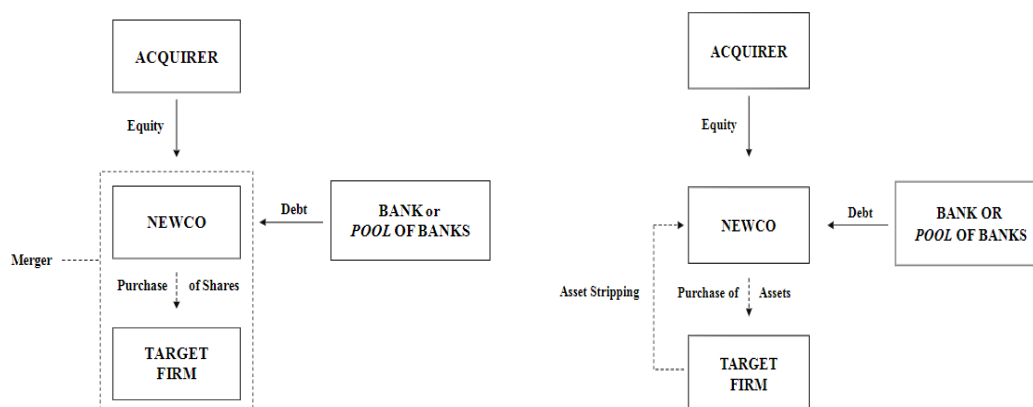 ACQUIRER
Equity
NEWCO
Debt
BANK or
POOL OF BANKS
Merger
Purchase of Shares
TARGET
FIRM
ACQUIRER
Equity
NEWCO
Debt
BANK OR
POOL OF BANKS
Asset Stripping
Purchase of Assets
TARGET
FIRM